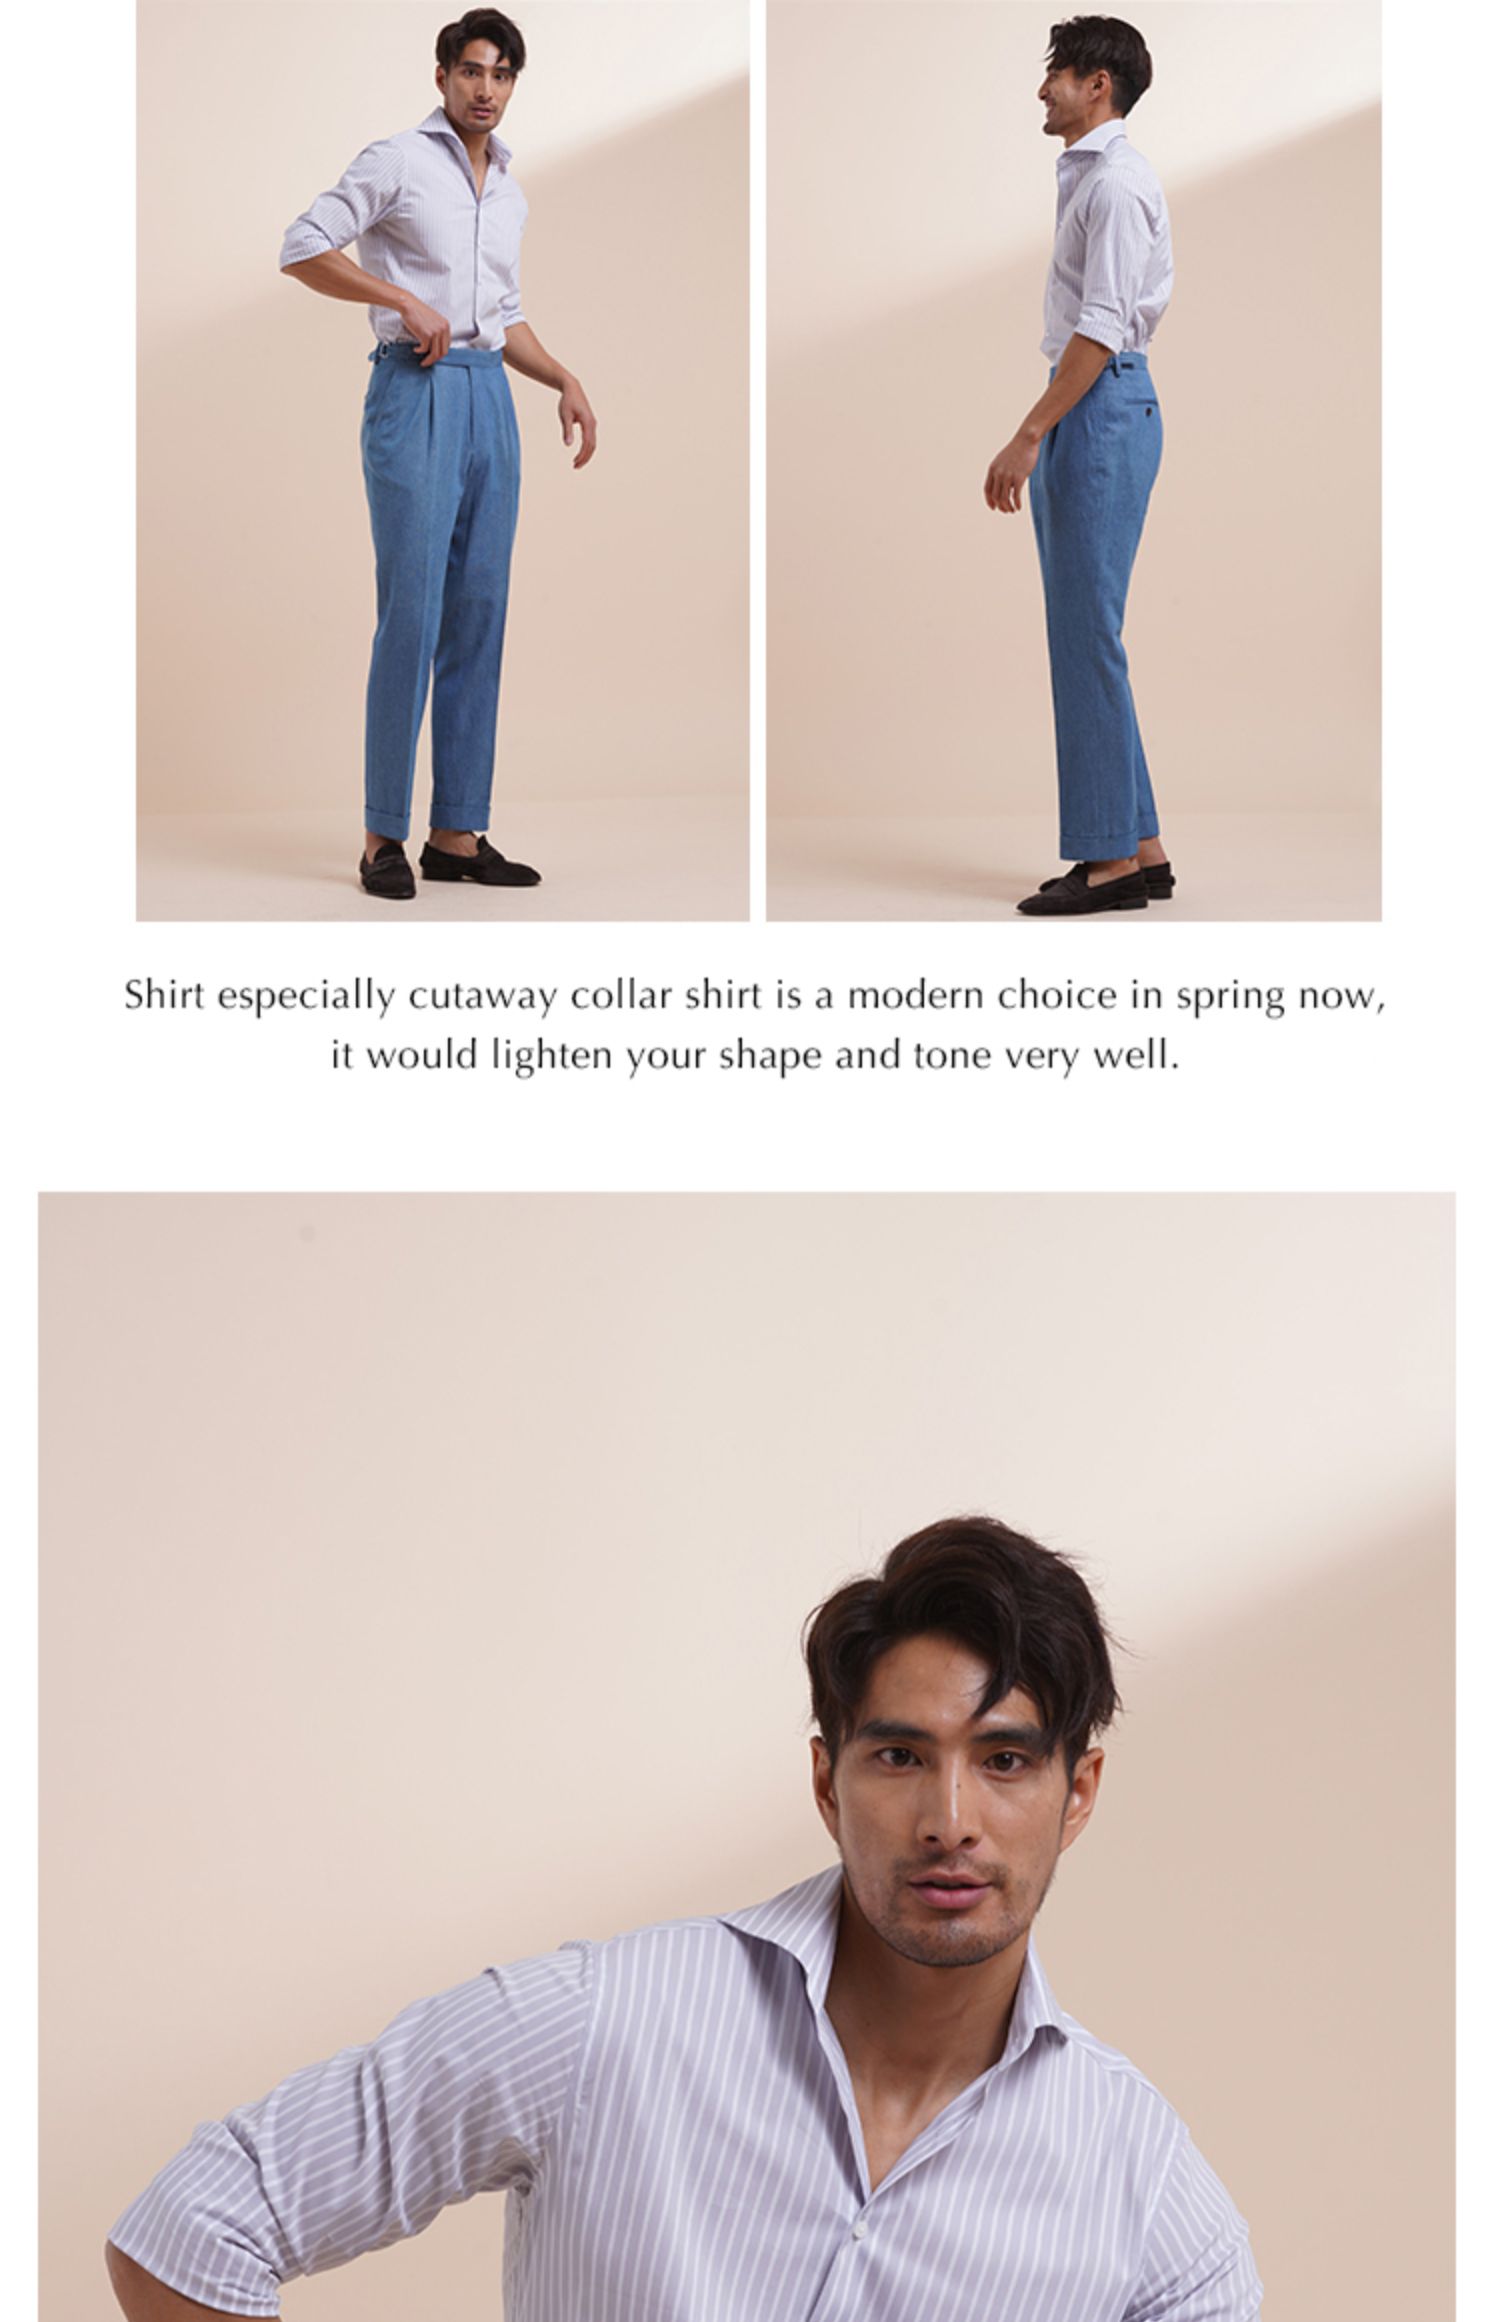 Shirt especially cutaway collar shirt is a modern choice in spring now,
it would lighten your shape and tone very well.